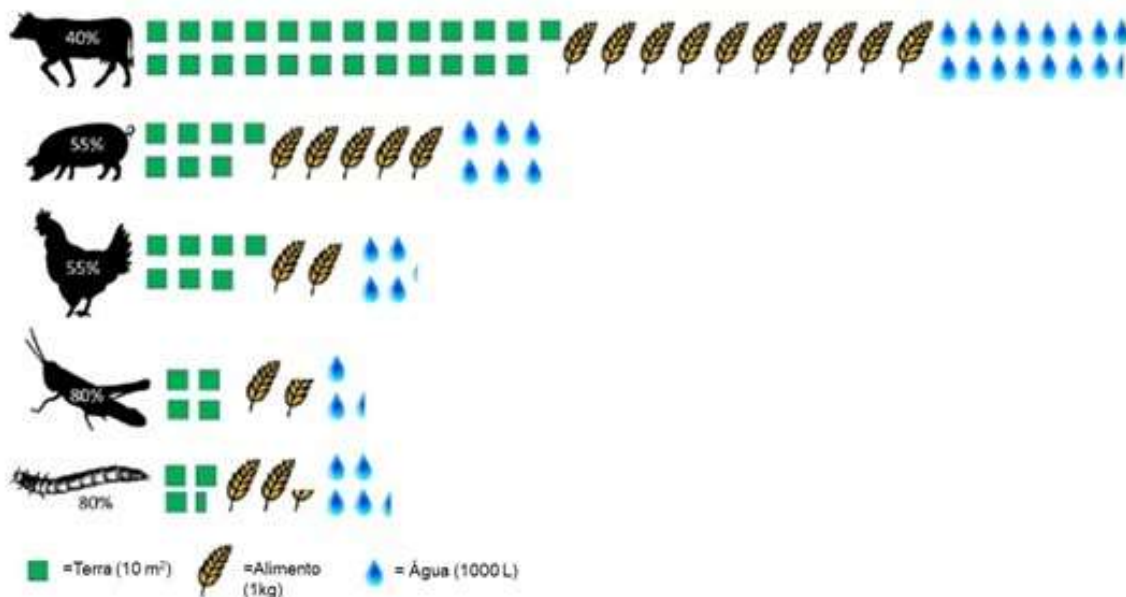 40%
55%
55%
80%
80%
=Terra (10 m²)
=Alimento
(1kg)
= Água (1000 L)